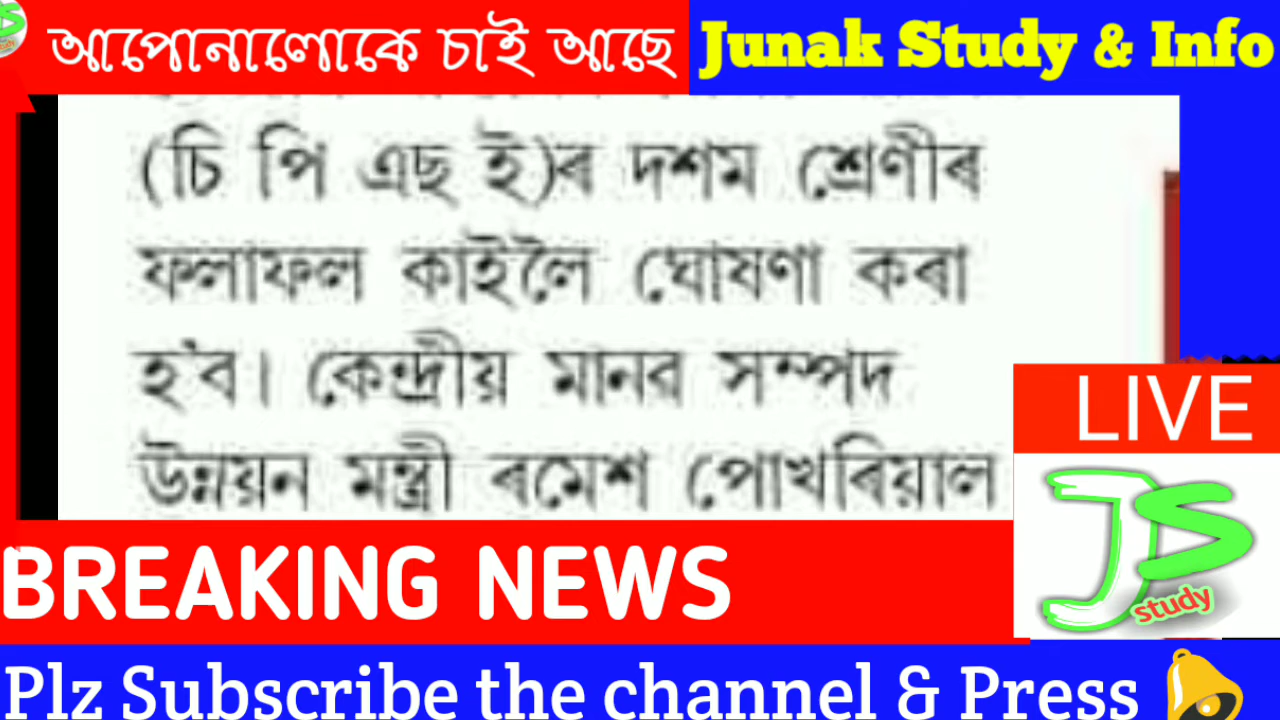 আপোনালোকে চাই আছে
Junak Study & Info
(চি পি এছ ই)ৰ দশম শ্ৰেণীৰ
ফলাফল কাইলৈ ঘোষণা কৰা
হ'ব। কেন্দ্ৰীয় মানৱ সম্পদ
উন্নয়ন মন্ত্ৰী ৰমেশ পোখৰিয়াল
LIVE
JS
study
BREAKING NEWS
Plz Subscribe the channel & Press